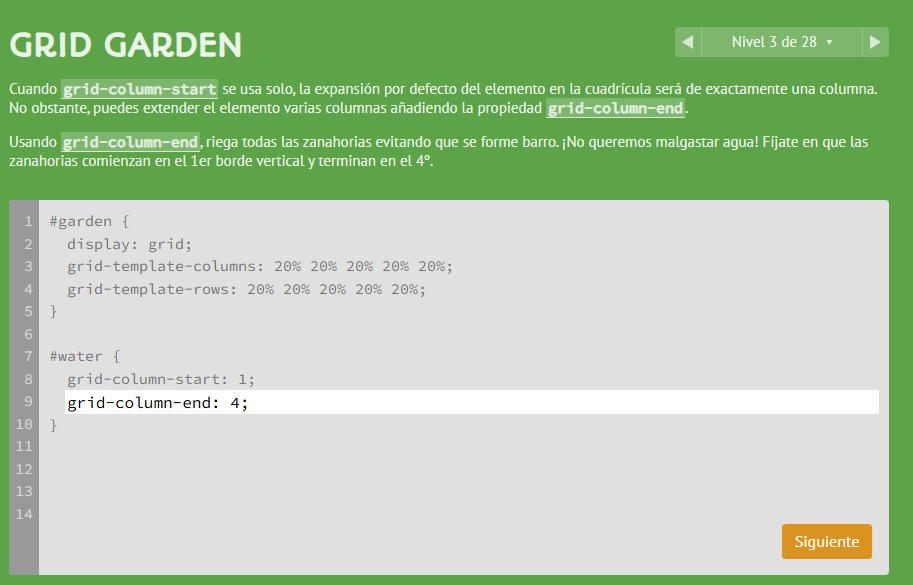 GRID GARDEN
Nivel 3 de 28
Cuando grid-column-start se usa solo, la expansión por defecto del elemento en la cuadrícula será de exactamente una columna.
No obstante, puedes extender el elemento varias columnas añadiendo la propiedad grid-column-end.
Usando grid-column-end, riega todas las zanahorias evitando que se forme barro. ¡No queremos malgastar agua! Fíjate en que las
zanahorias comienzan en el 1er borde vertical y terminan en el 4º.
1 #garden {
2 display: grid;
3 grid-template-columns: 20% 20% 20% 20% 20%;
4 grid-template-rows: 20% 20% 20% 20% 20%;
5 }
6
7 #water {
8 grid-column-start: 1;
9 grid-column-end: 4;
10 }
11
12
13
14
Siguiente